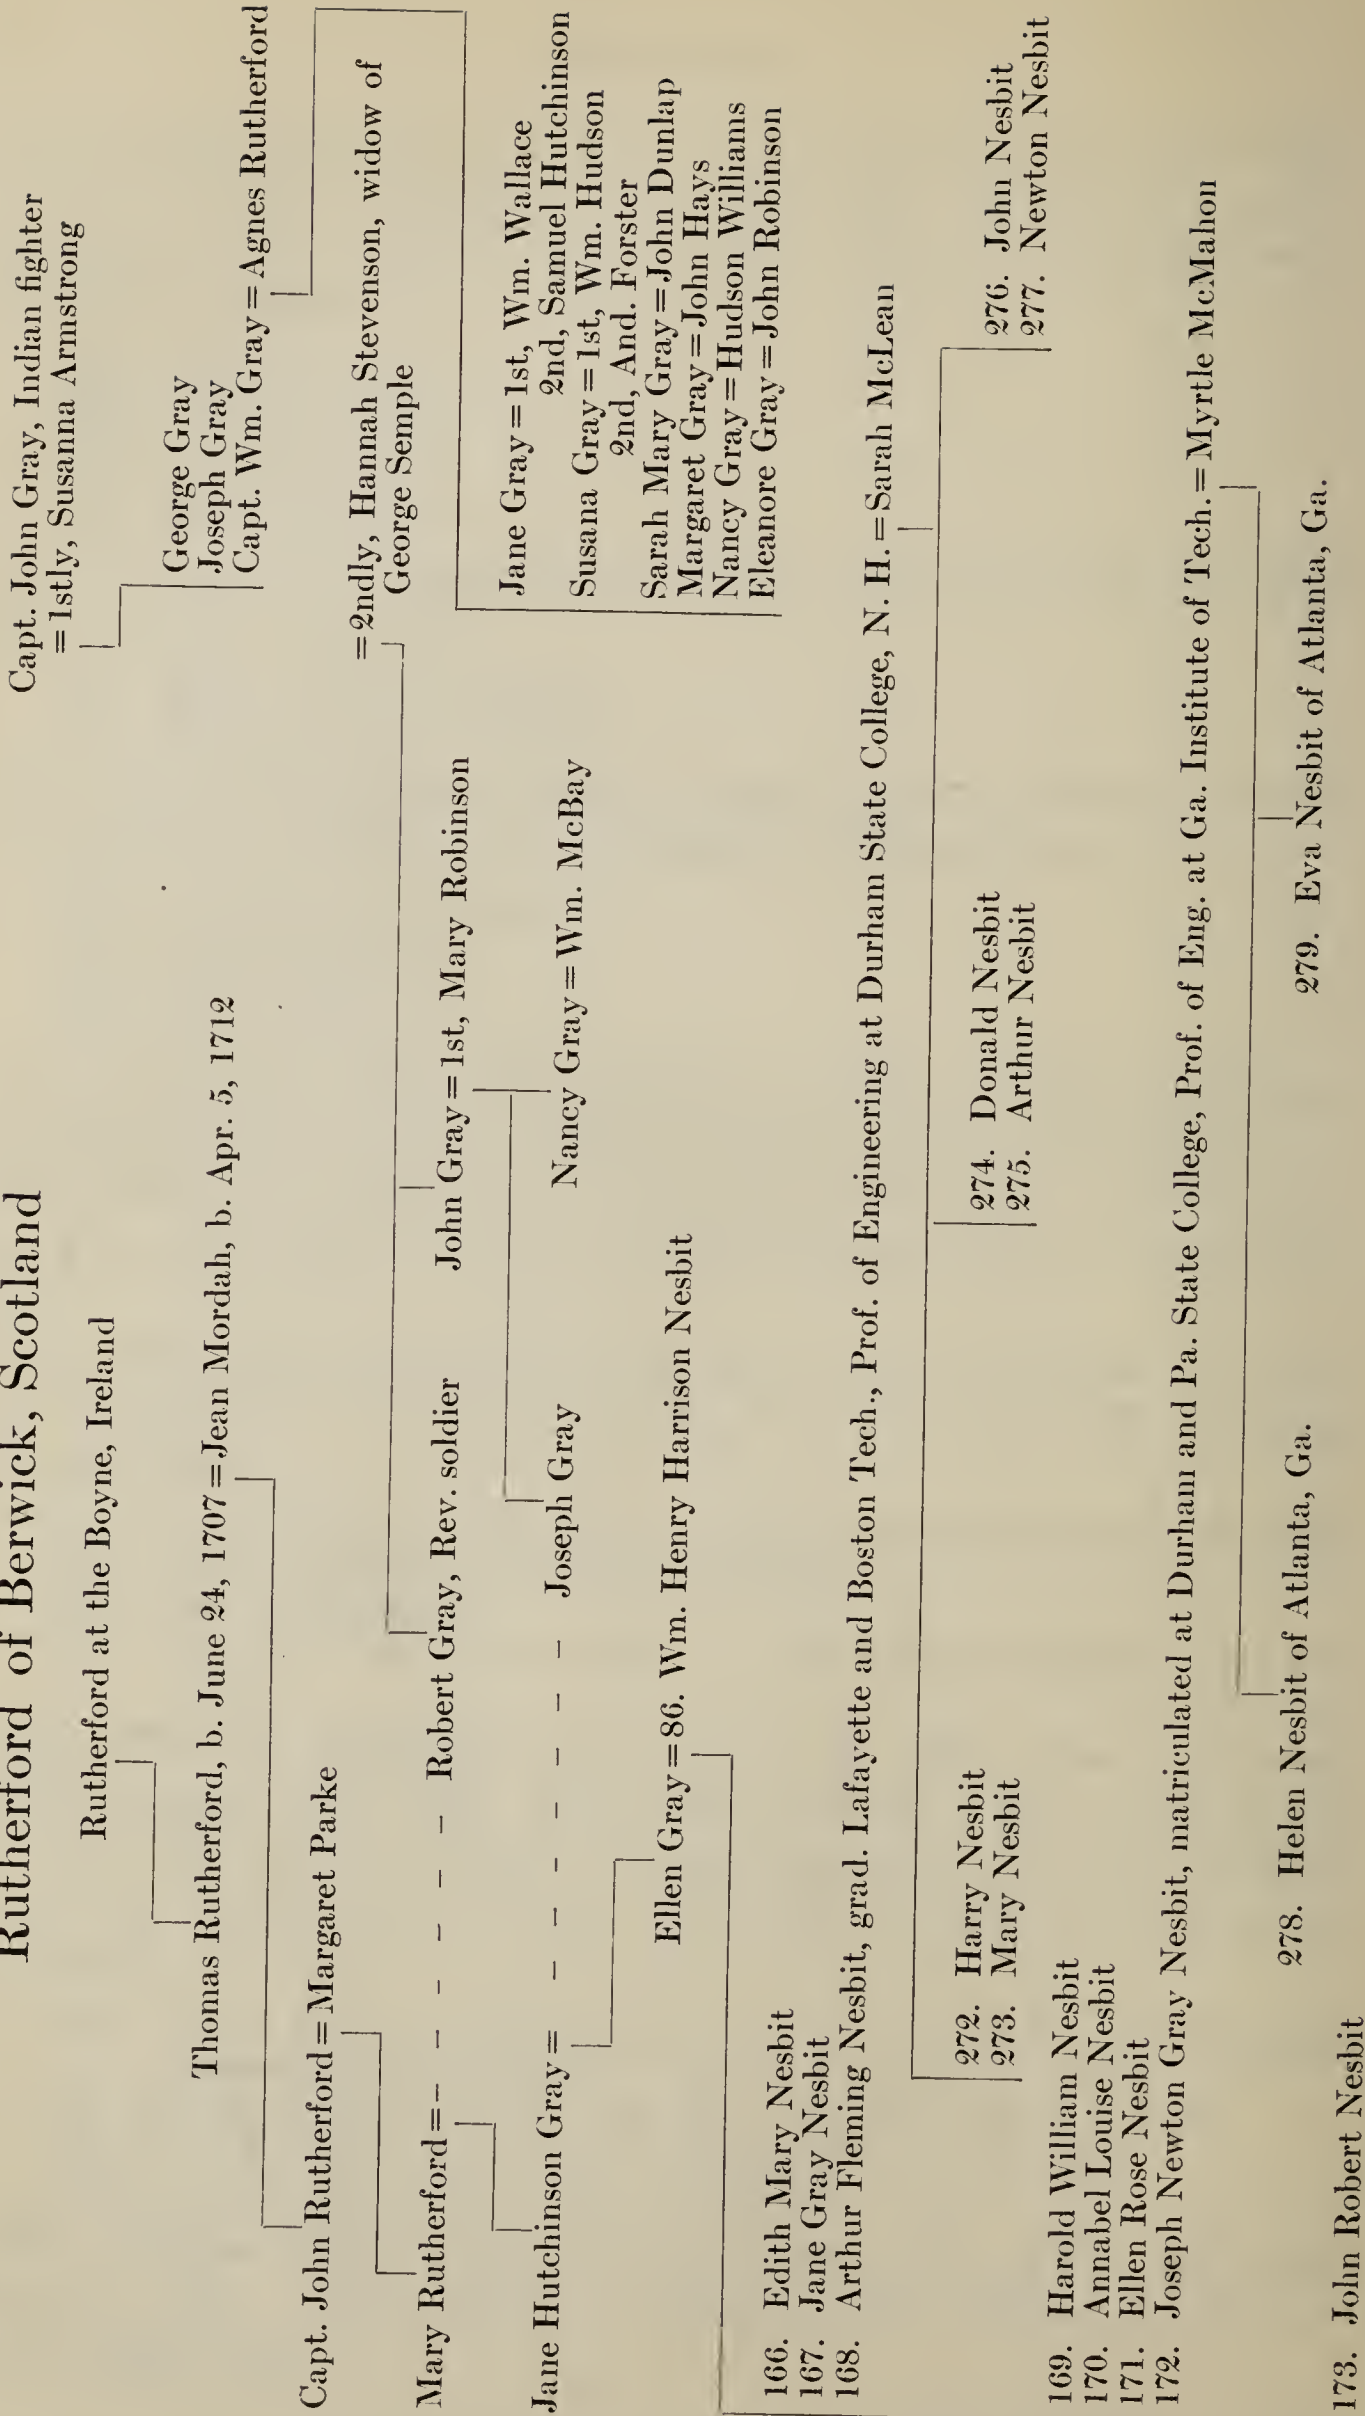 Rutherford of Berwick, Scotland
Capt. John Gray, Indian fighter
= 1stly, Susanna Armstrong
Rutherford at the Boyne, Ireland
George Gray
Joseph Gray
Capt. Wm. Gray = Agnes Rutherford
Thomas Rutherford, b. June 24, 1707 = Jean Mordah, b. Apr. 5, 1712
Capt. John Rutherford = Margaret Parke
= 2ndly, Hannah Stevenson, widow of
George Semple
Mary Rutherford = - - - - - - Robert Gray, Rev. soldier
John Gray = 1st, Mary Robinson
Jane Gray = 1st, Wm. Wallace
2nd, Samuel Hutchinson
Susana Gray = 1st, Wm. Hudson
2nd, And. Forster
Sarah Mary Gray = John Dunlap
Margaret Gray = John Hays
Nancy Gray = Hudson Williams
Eleanore Gray = John Robinson
Jane Hutchinson Gray = - - - - - - - Joseph Gray
Nancy Gray = Wm. McBay
Ellen Gray = 86. Wm. Henry Harrison Nesbit
166. Edith Mary Nesbit
167. Jane Gray Nesbit
168. Arthur Fleming Nesbit, grad. Lafayette and Boston Tech., Prof. of Engineering at Durham State College, N. H. = Sarah McLean
272. Harry Nesbit
273. Mary Nesbit
274. Donald Nesbit
275. Arthur Nesbit
276. John Nesbit
277. Newton Nesbit
169. Harold William Nesbit
170. Annabel Louise Nesbit
171. Ellen Rose Nesbit
172. Joseph Newton Gray Nesbit, matriculated at Durham and Pa. State College, Prof. of Eng. at Ga. Institute of Tech. = Myrtle McMahon
278. Helen Nesbit of Atlanta, Ga.
279. Eva Nesbit of Atlanta, Ga.
173. John Robert Nesbit